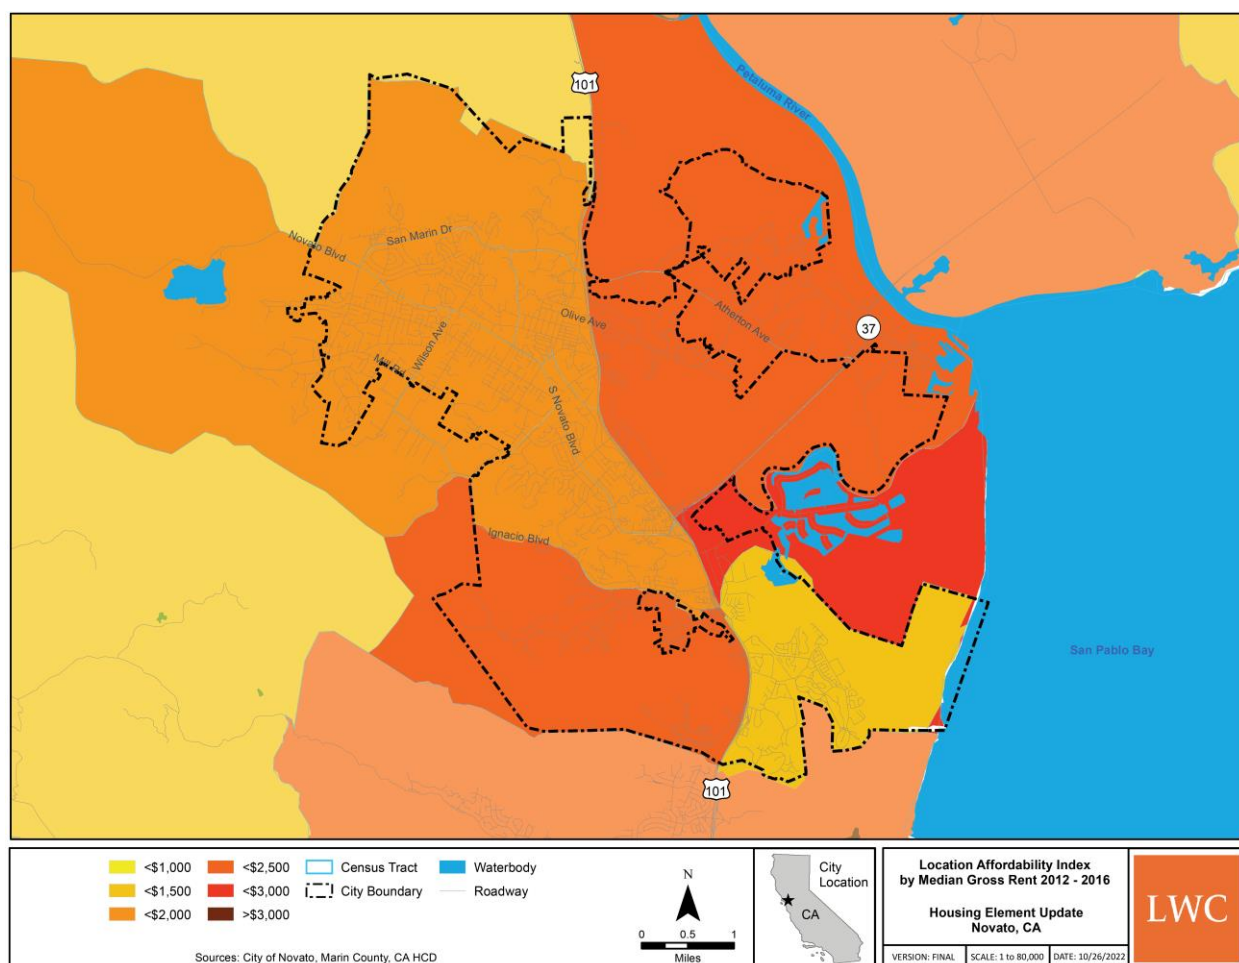 101
Petaluma River
Novato Blvd
San Marin Dr
Olive Ave
Atherton Ave
37
Wilson Ave
Mill Rd
S Novato Blvd
Ignacio Blvd
San Pablo Bay
101
<$1,000
<$1,500
<$2,000
<$2,500
<$3,000
>$3,000
Census Tract
City Boundary
Waterbody
Roadway
Sources: City of Novato, Marin County, CA HCD
N
0 0.5 1
Miles
City
Location
CA
Location Affordability Index
by Median Gross Rent 2012 - 2016
Housing Element Update
Novato, CA
VERSION: FINAL SCALE: 1 to 80,000 DATE: 10/26/2022
LWC